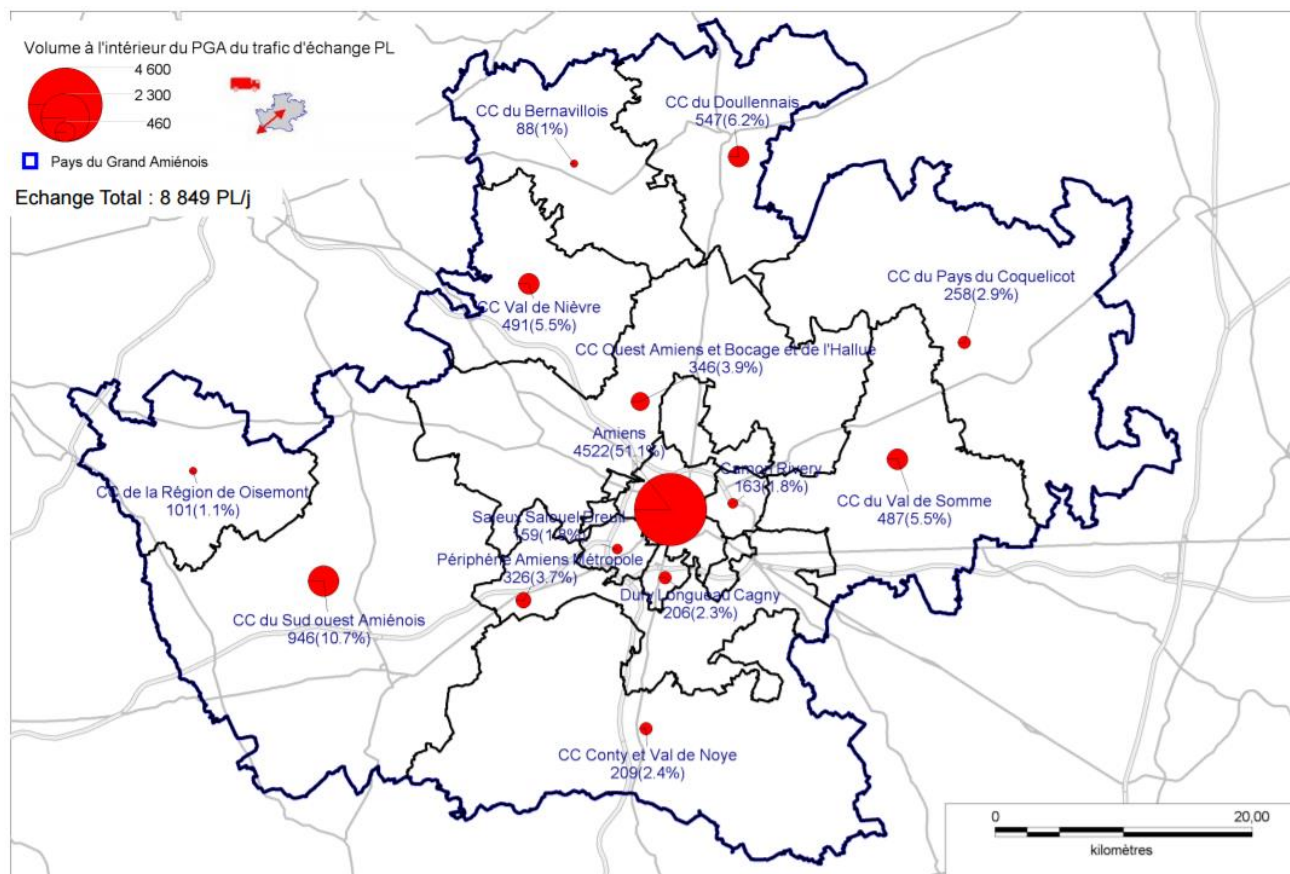 Volume à l'intérieur du PGA du trafic d'échange PL
4 600
2 300
460
Pays du Grand Amiénois
Echange Total : 8 849 PL/j
CC du Bernavillois
88(1%)
CC du Doullennais
547(6.2%)
CC du Pays du Coquelicot
258(2.9%)
CC Val de Nièvre
491(5.5%)
CC Ouest Amiens et Bocage et de l'Hallue
346(3.9%)
Amiens
4522(51.1%)
Camon Rivery
163(1.8%)
CC de la Région de Oisemont
101(1.1%)
CC du Val de Somme
487(5.5%)
Saleux Salouel Dreuil
159(1.8%)
Périphérie Amiens Métropole
326(3.7%)
Dury Longueau Cagny
206(2.3%)
CC du Sud ouest Amiénois
946(10.7%)
CC Conty et Val de Noye
209(2.4%)
0
20,00
kilomètres